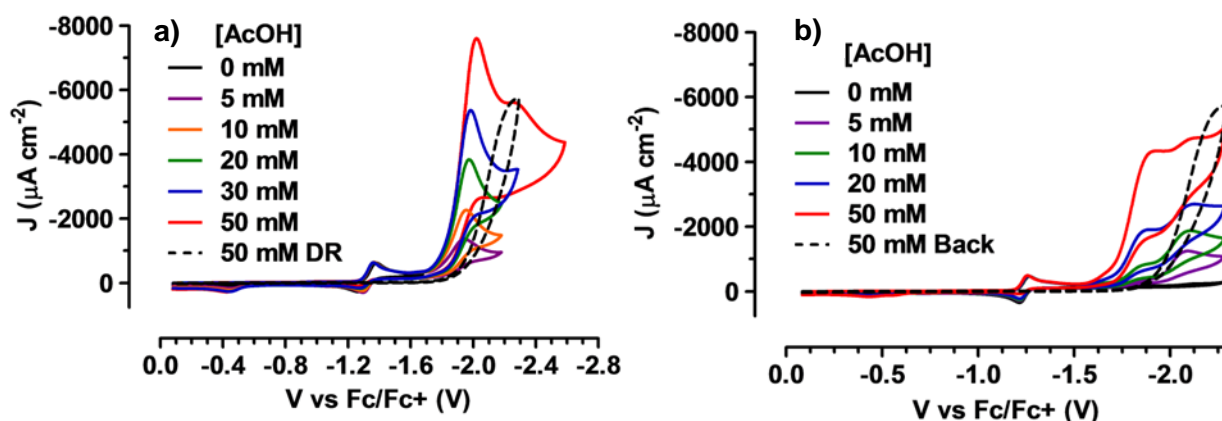 a)
[AcOH]
0 mM
5 mM
10 mM
20 mM
30 mM
50 mM
50 mM DR
-8000
-6000
-4000
-2000
0
J (μA cm⁻²)
0.0 -0.4 -0.8 -1.2 -1.6 -2.0 -2.4 -2.8
V vs Fc/Fc+ (V)
b)
[AcOH]
0 mM
5 mM
10 mM
20 mM
50 mM
50 mM Back
-8000
-6000
-4000
-2000
0
J (μA cm⁻²)
0.0 -0.5 -1.0 -1.5 -2.0
V vs Fc/Fc+ (V)